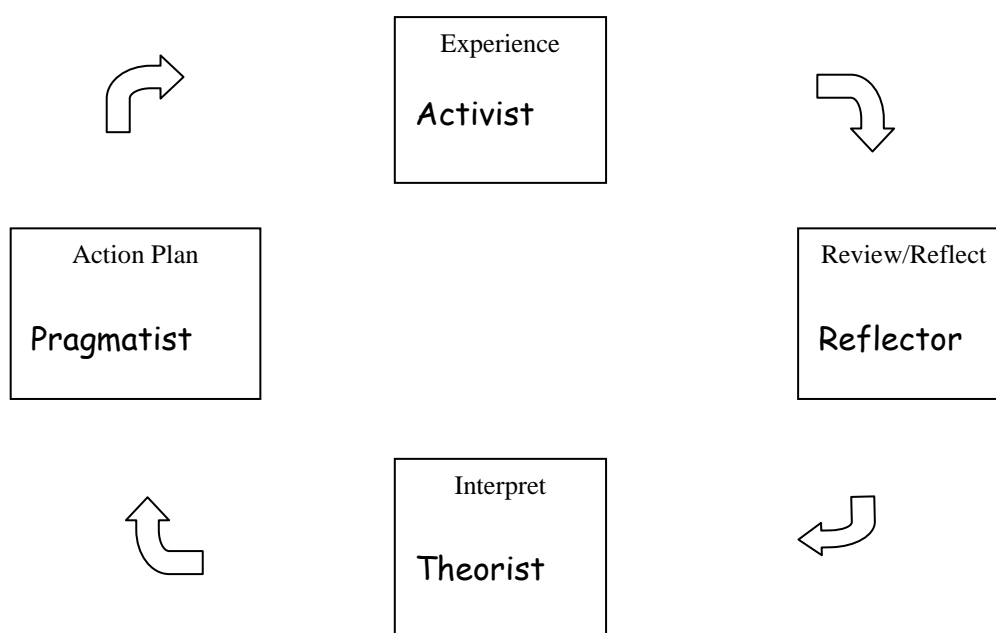 Experience
Activist
Action Plan
Pragmatist
Review/Reflect
Reflector
Interpret
Theorist